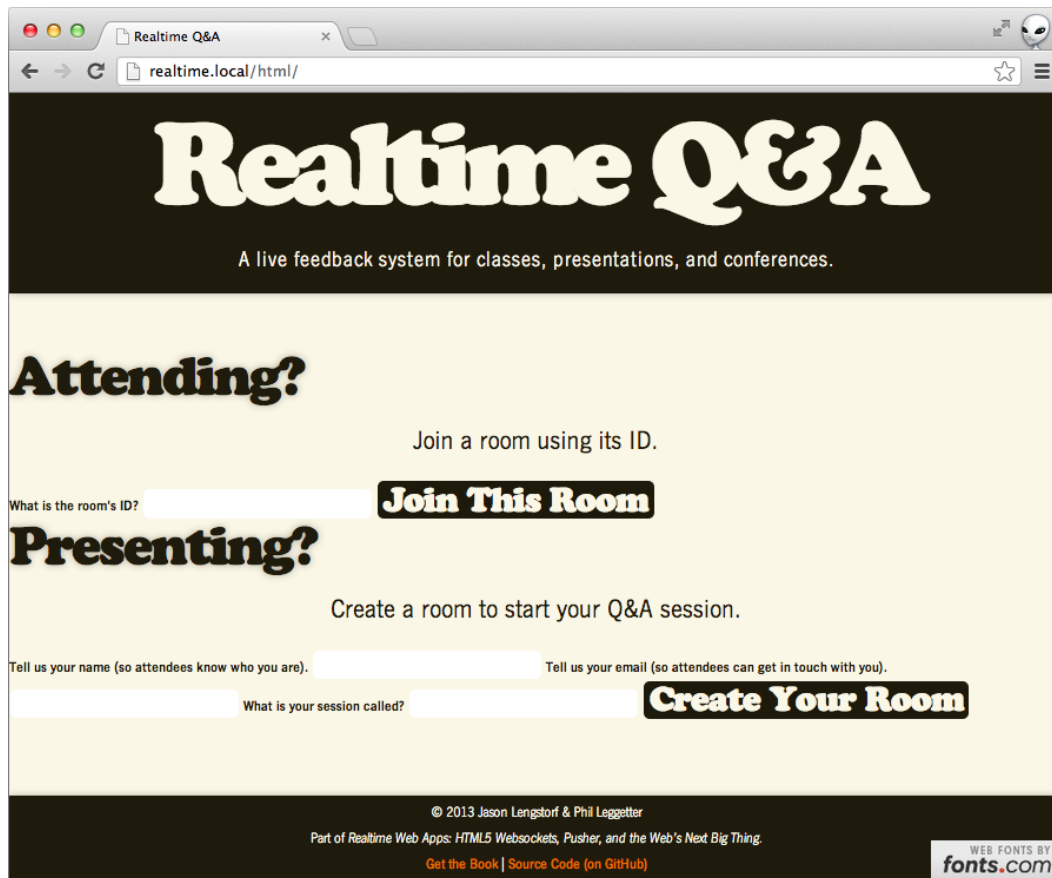 Realtime Q&A
realtime.local/html/
Realtime Q&A
A live feedback system for classes, presentations, and conferences.
Attending?
Join a room using its ID.
What is the room's ID? Join This Room
Presenting?
Create a room to start your Q&A session.
Tell us your name (so attendees know who you are). Tell us your email (so attendees can get in touch with you).
What is your session called? Create Your Room
© 2013 Jason Lengstorf & Phil Leggetter
Part of Realtime Web Apps: HTML5 Websockets, Pusher, and the Web's Next Big Thing.
Get the Book | Source Code (on GitHub)
WEB FONTS BY
fonts.com